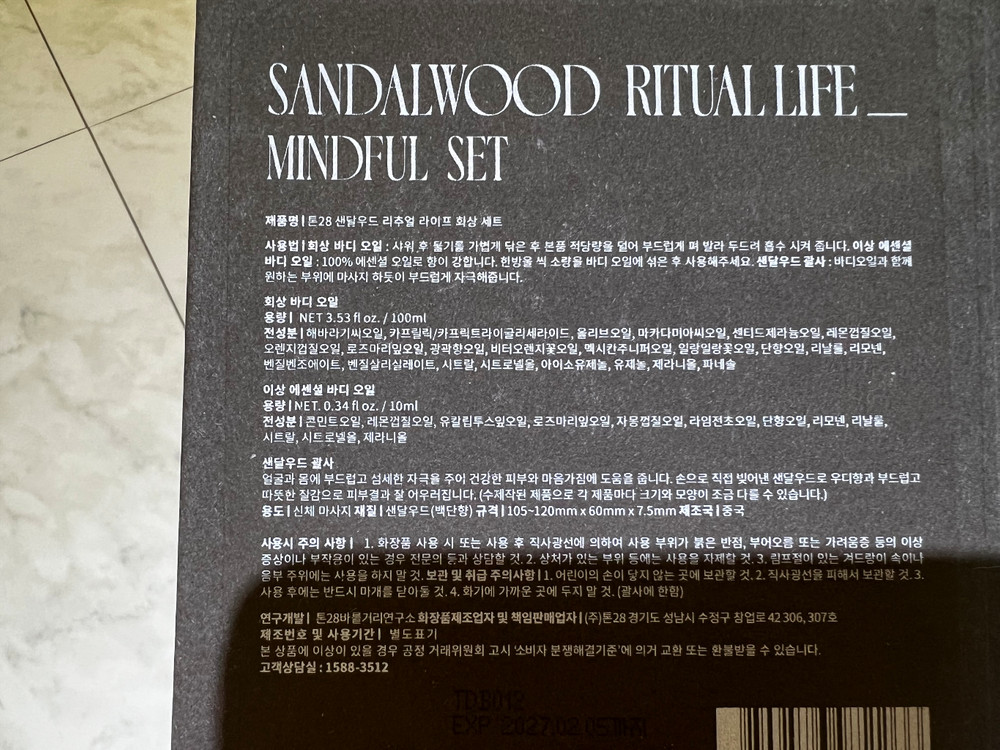 SANDALWOOD RITUAL LIFE_
MINDFUL SET
제품명 | 톤28 샌달우드 리추얼 라이프 회상 세트
사용법 | 회상 바디 오일 : 샤워 후 물기를 가볍게 닦은 후 본품 적당량을 덜어 부드럽게 펴 발라 두드려 흡수 시켜 줍니다. 이상 에센셜
바디 오일 : 100% 에센셜 오일로 향이 강합니다. 한방울 씩 소량을 바디 오일에 섞은 후 사용해주세요. 샌달우드 괄사 : 바디오일과 함께
원하는 부위에 마사지 하듯이 부드럽게 자극해줍니다.
회상 바디 오일
용량 | NET 3.53 fl oz. / 100ml
전성분 | 해바라기씨오일, 카프릴릭/카프릭트라이글리세라이드, 올리브오일, 마카다미아씨오일, 센티드제라늄오일, 레몬껍질오일,
오렌지껍질오일, 로즈마리잎오일, 광곽향오일, 비터오렌지꽃오일, 멕시칸주니퍼오일, 일랑일랑꽃오일, 단향오일, 리날룰, 리모넨,
벤질벤조에이트, 벤질살리실레이트, 시트랄, 시트로넬올, 아이소유제놀, 유제놀, 제라니올, 파네솔
이상 에센셜 바디 오일
용량 | NET. 0.34 fl oz. / 10ml
전성분 | 콘민트오일, 레몬껍질오일, 유칼립투스잎오일, 로즈마리잎오일, 자몽껍질오일, 라임전초오일, 단향오일, 리모넨, 리날룰,
시트랄, 시트로넬올, 제라니올
샌달우드 괄사
얼굴과 몸에 부드럽고 섬세한 자극을 주어 건강한 피부와 마음가짐에 도움을 줍니다. 손으로 직접 빚어낸 샌달우드로 우디향과 부드럽고
따뜻한 질감으로 피부결과 잘 어우러집니다. (수제작된 제품으로 각 제품마다 크기와 모양이 조금 다를 수 있습니다.)
용도 | 신체 마사지 재질 | 샌달우드(백단향) 규격 | 105~120mm x 60mm x 7.5mm 제조국 | 중국
사용시 주의 사항 | 1. 화장품 사용 시 또는 사용 후 직사광선에 의하여 사용 부위가 붉은 반점, 부어오름 또는 가려움증 등의 이상
증상이나 부작용이 있는 경우 전문의 등과 상담할 것. 2. 상처가 있는 부위 등에는 사용을 자제할 것. 3. 림프절이 있는 겨드랑이 속이나
음부 주위에는 사용을 하지 말 것. 보관 및 취급 주의사항 | 1. 어린이의 손이 닿지 않는 곳에 보관할 것. 2. 직사광선을 피해서 보관할 것. 3.
사용 후에는 반드시 마개를 닫아둘 것. 4. 화기에 가까운 곳에 두지 말 것. (괄사에 한함)
연구개발 | 톤28바를거리연구소 화장품제조업자 및 책임판매업자 | (주)톤28 경기도 성남시 수정구 창업로 42 306, 307호
제조번호 및 사용기간 | 별도표기
본 상품에 이상이 있을 경우 공정 거래위원회 고시 '소비자 분쟁해결기준'에 의거 교환 또는 환불받을 수 있습니다.
고객상담실 : 1588-3512
TDB012
EXP 2027.02.05까지